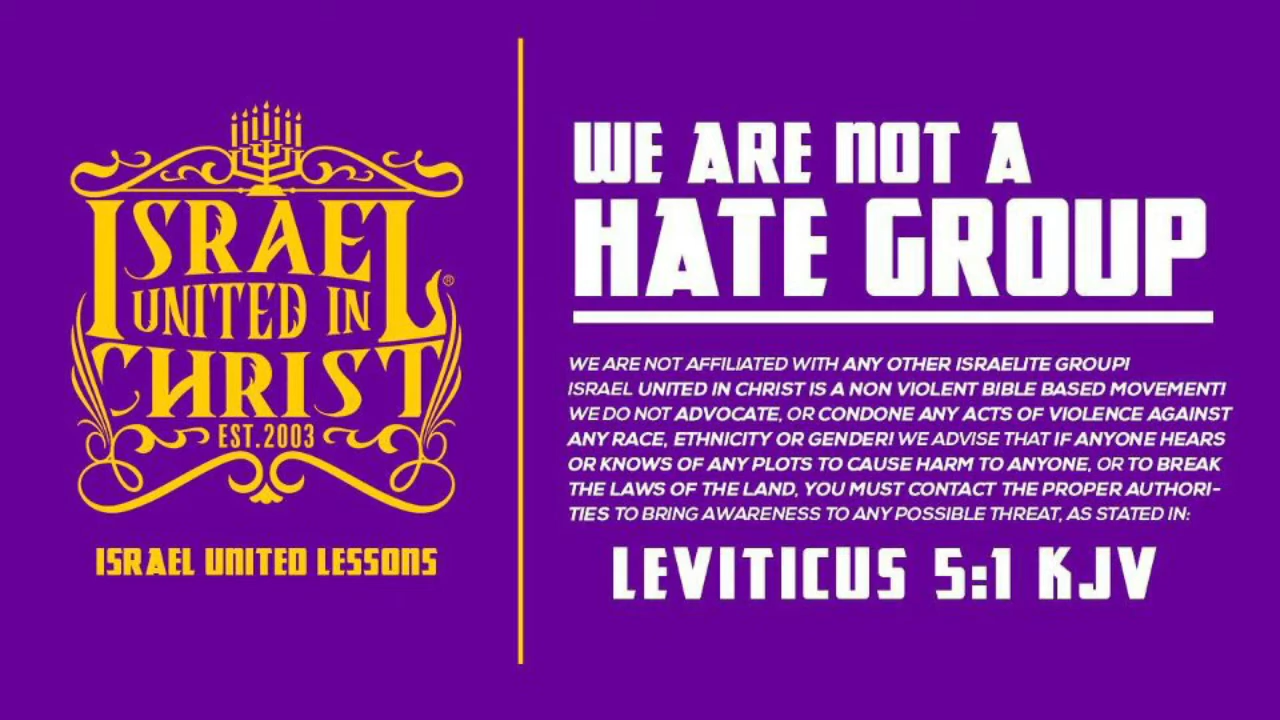 ISRAEL
UNITED IN
CHRIST
EST.2003
ISRAEL UNITED LESSONS
WE ARE NOT A
HATE GROUP
WE ARE NOT AFFILIATED WITH ANY OTHER ISRAELITE GROUP!
ISRAEL UNITED IN CHRIST IS A NON VIOLENT BIBLE BASED MOVEMENT!
WE DO NOT ADVOCATE, OR CONDONE ANY ACTS OF VIOLENCE AGAINST
ANY RACE, ETHNICITY OR GENDER! WE ADVISE THAT IF ANYONE HEARS
OR KNOWS OF ANY PLOTS TO CAUSE HARM TO ANYONE, OR TO BREAK
THE LAWS OF THE LAND, YOU MUST CONTACT THE PROPER AUTHORI-
TIES TO BRING AWARENESS TO ANY POSSIBLE THREAT, AS STATED IN:
LEVITICUS 5:1 KJV